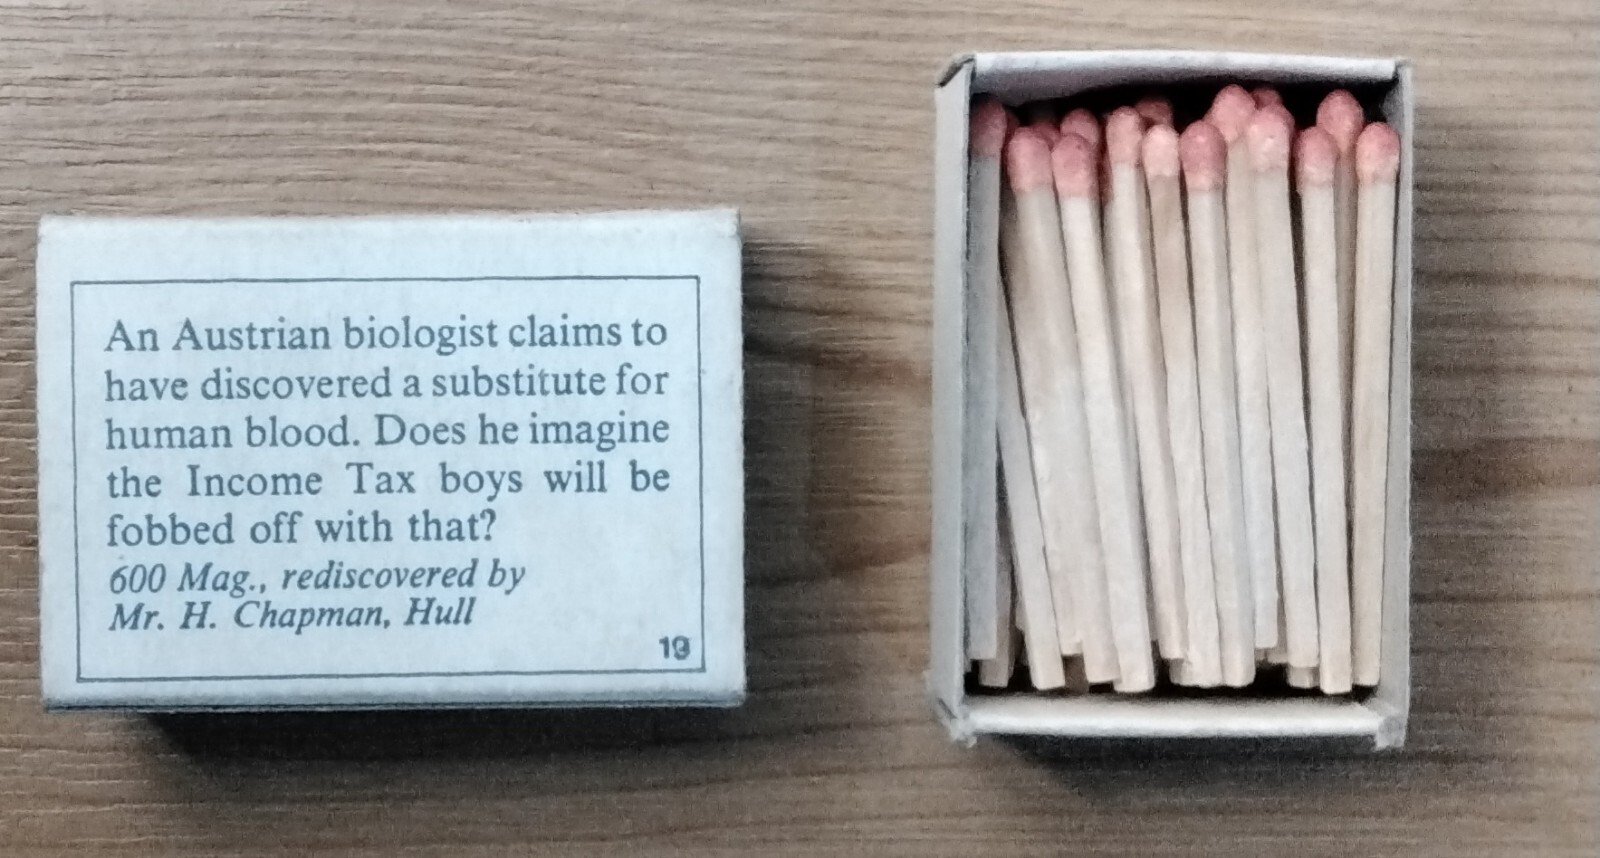 An Austrian biologist claims to
have discovered a substitute for
human blood. Does he imagine
the Income Tax boys will be
fobbed off with that?
600 Mag., rediscovered by
Mr. H. Chapman, Hull
19